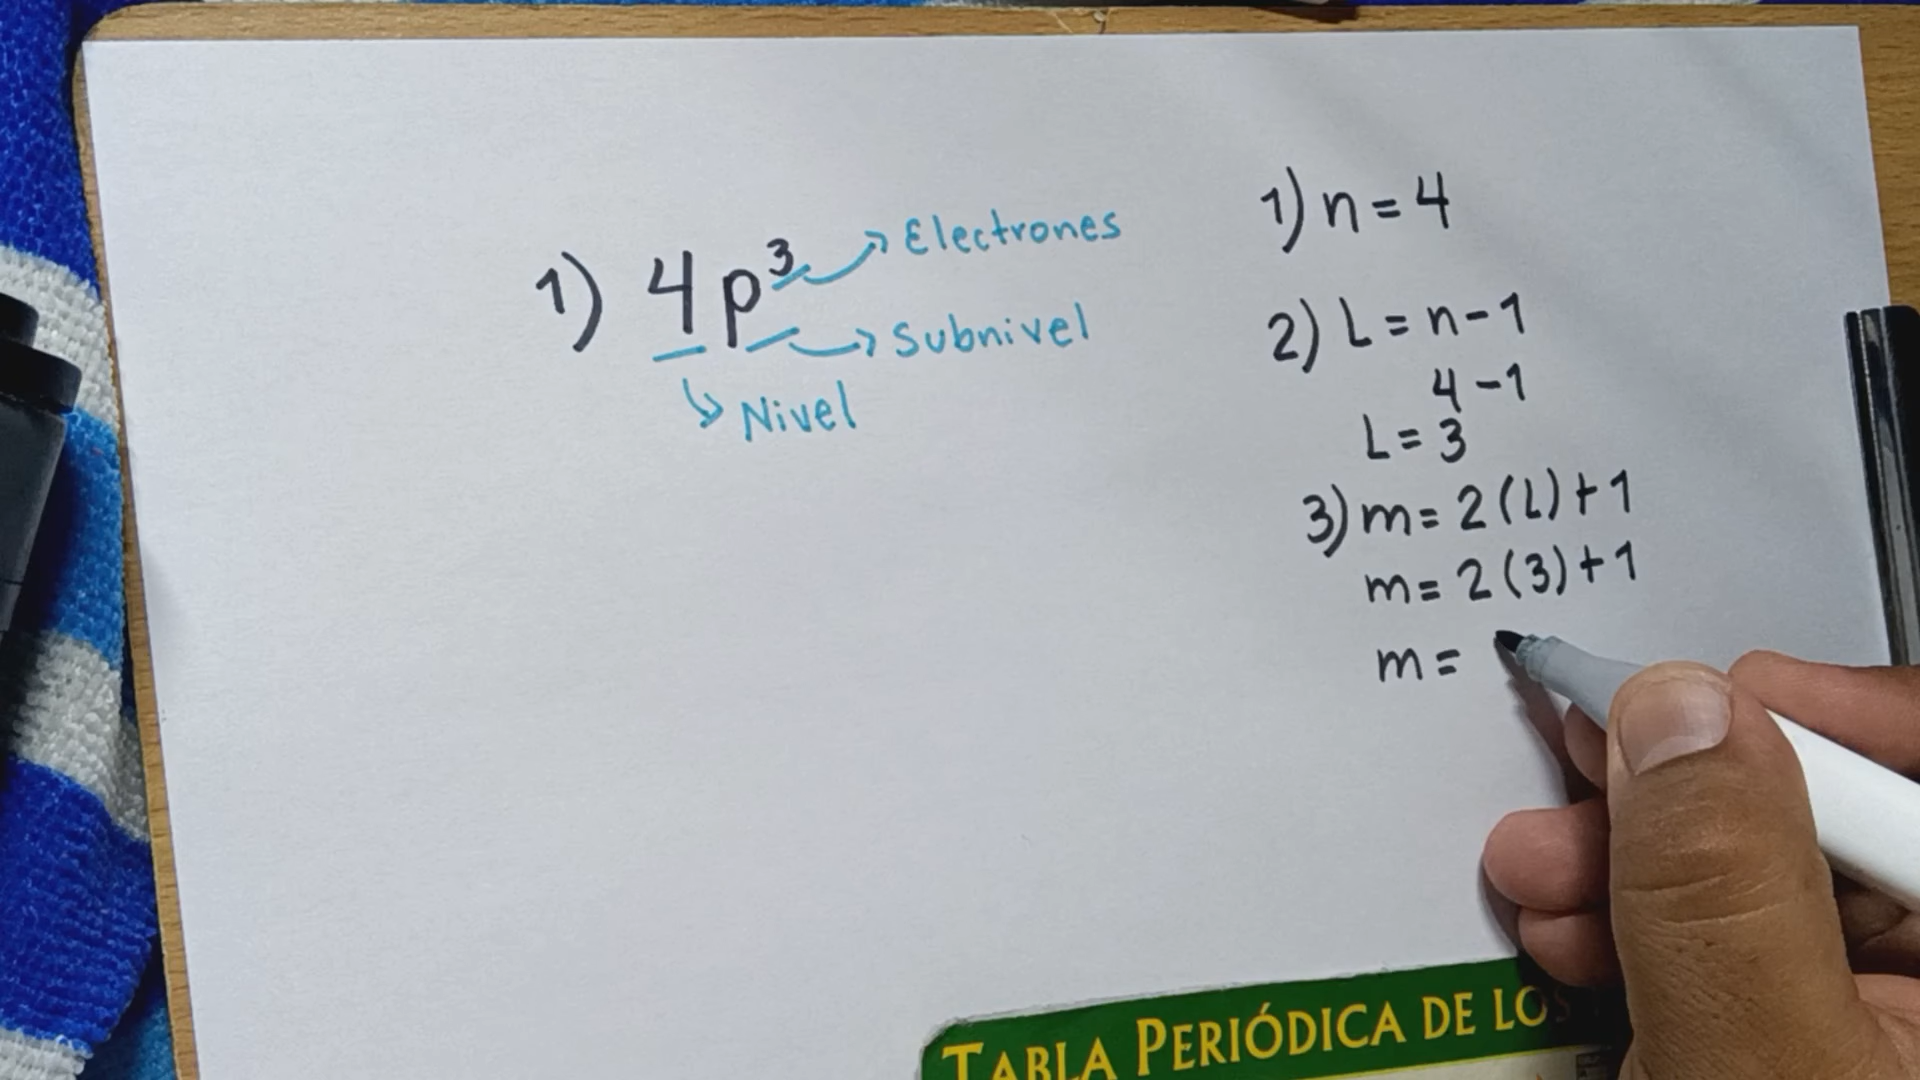 1) 4p³
Electrones
Subnivel
Nivel
1) n = 4
2) L = n - 1
4 - 1
L = 3
3) m = 2 (L) + 1
m = 2 (3) + 1
m =
TABLA PERIÓDICA DE LOS